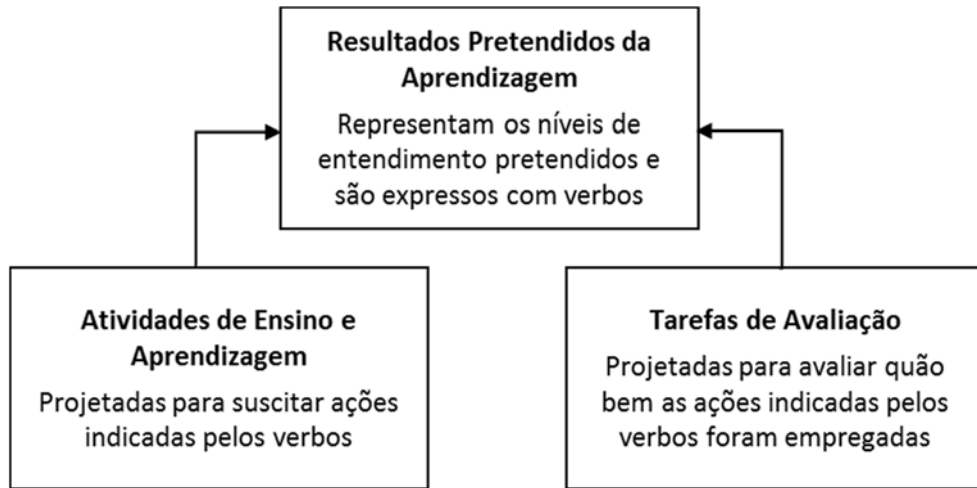 Resultados Pretendidos da
Aprendizagem
Representam os níveis de
entendimento pretendidos e
são expressos com verbos
Atividades de Ensino e
Aprendizagem
Projetadas para suscitar ações
indicadas pelos verbos
Tarefas de Avaliação
Projetadas para avaliar quão
bem as ações indicadas pelos
verbos foram empregadas